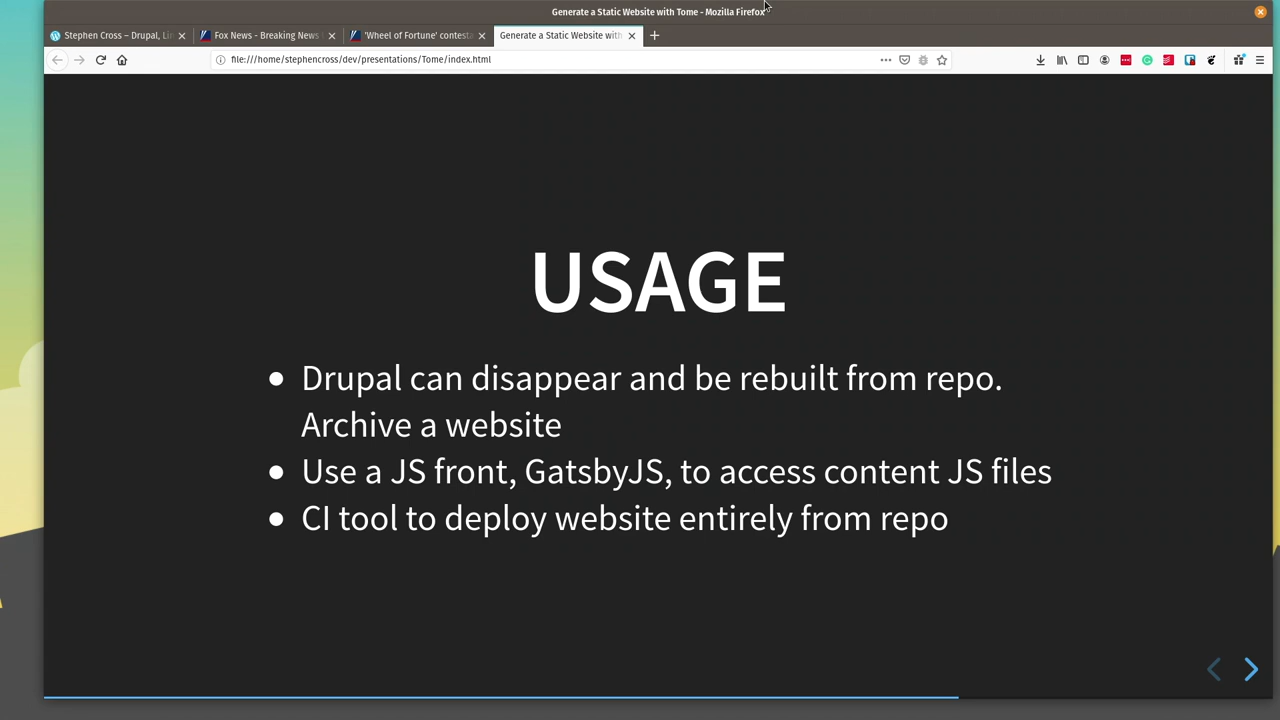 Generate a Static Website with Tome - Mozilla Firefox
Stephen Cross – Drupal, Lin
Fox News - Breaking News
'Wheel of Fortune' contesta
Generate a Static Website with
file:///home/stephencross/dev/presentations/Tome/index.html
USAGE
Drupal can disappear and be rebuilt from repo.
Archive a website
Use a JS front, GatsbyJS, to access content JS files
CI tool to deploy website entirely from repo